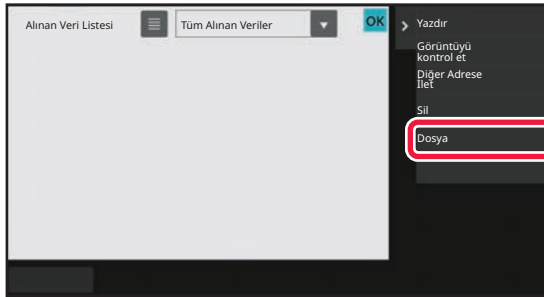 Alınan Veri Listesi
Tüm Alınan Veriler
OK
Yazdır
Görüntüyü
kontrol et
Diğer Adrese
İlet
Sil
Dosya